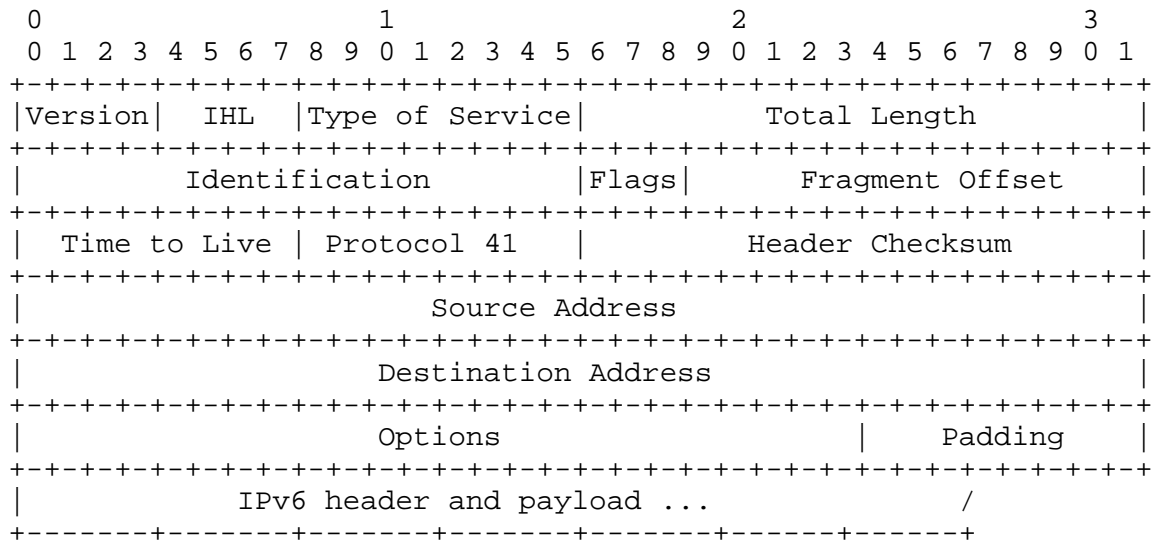 0                   1                   2                   3
 0 1 2 3 4 5 6 7 8 9 0 1 2 3 4 5 6 7 8 9 0 1 2 3 4 5 6 7 8 9 0 1
+-+-+-+-+-+-+-+-+-+-+-+-+-+-+-+-+-+-+-+-+-+-+-+-+-+-+-+-+-+-+-+-+
|Version|  IHL  |Type of Service|          Total Length         |
+-+-+-+-+-+-+-+-+-+-+-+-+-+-+-+-+-+-+-+-+-+-+-+-+-+-+-+-+-+-+-+-+
|         Identification        |Flags|      Fragment Offset    |
+-+-+-+-+-+-+-+-+-+-+-+-+-+-+-+-+-+-+-+-+-+-+-+-+-+-+-+-+-+-+-+-+
|  Time to Live | Protocol 41   |         Header Checksum       |
+-+-+-+-+-+-+-+-+-+-+-+-+-+-+-+-+-+-+-+-+-+-+-+-+-+-+-+-+-+-+-+-+
|                       Source Address                          |
+-+-+-+-+-+-+-+-+-+-+-+-+-+-+-+-+-+-+-+-+-+-+-+-+-+-+-+-+-+-+-+-+
|                    Destination Address                        |
+-+-+-+-+-+-+-+-+-+-+-+-+-+-+-+-+-+-+-+-+-+-+-+-+-+-+-+-+-+-+-+-+
|                    Options                    |    Padding    |
+-+-+-+-+-+-+-+-+-+-+-+-+-+-+-+-+-+-+-+-+-+-+-+-+-+-+-+-+-+-+-+-+
|            IPv6 header and payload ...              /
+-------+-------+-------+-------+-------+------+------+